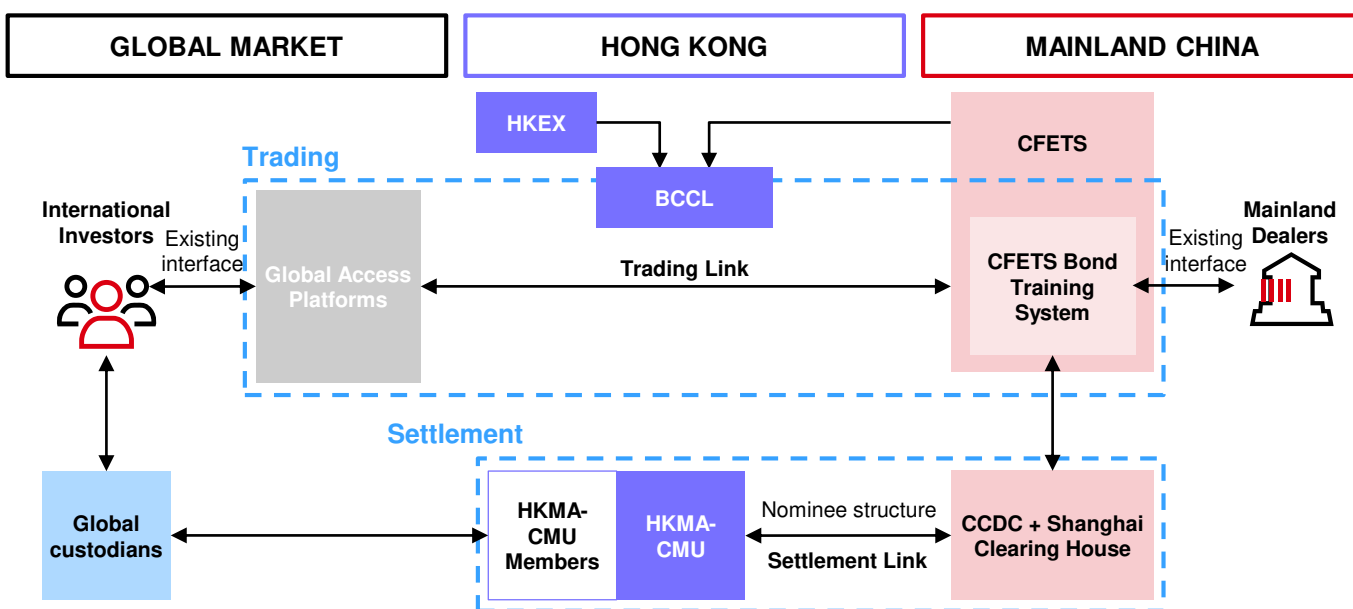 GLOBAL MARKET
HONG KONG
MAINLAND CHINA
HKEX
CFETS
Trading
BCCL
International
Investors
Existing
interface
Global Access
Platforms
Trading Link
CFETS Bond
Training
System
Existing
interface
Mainland
Dealers
Settlement
Global
custodians
HKMA-
CMU
Members
HKMA-
CMU
Nominee structure
Settlement Link
CCDC + Shanghai
Clearing House